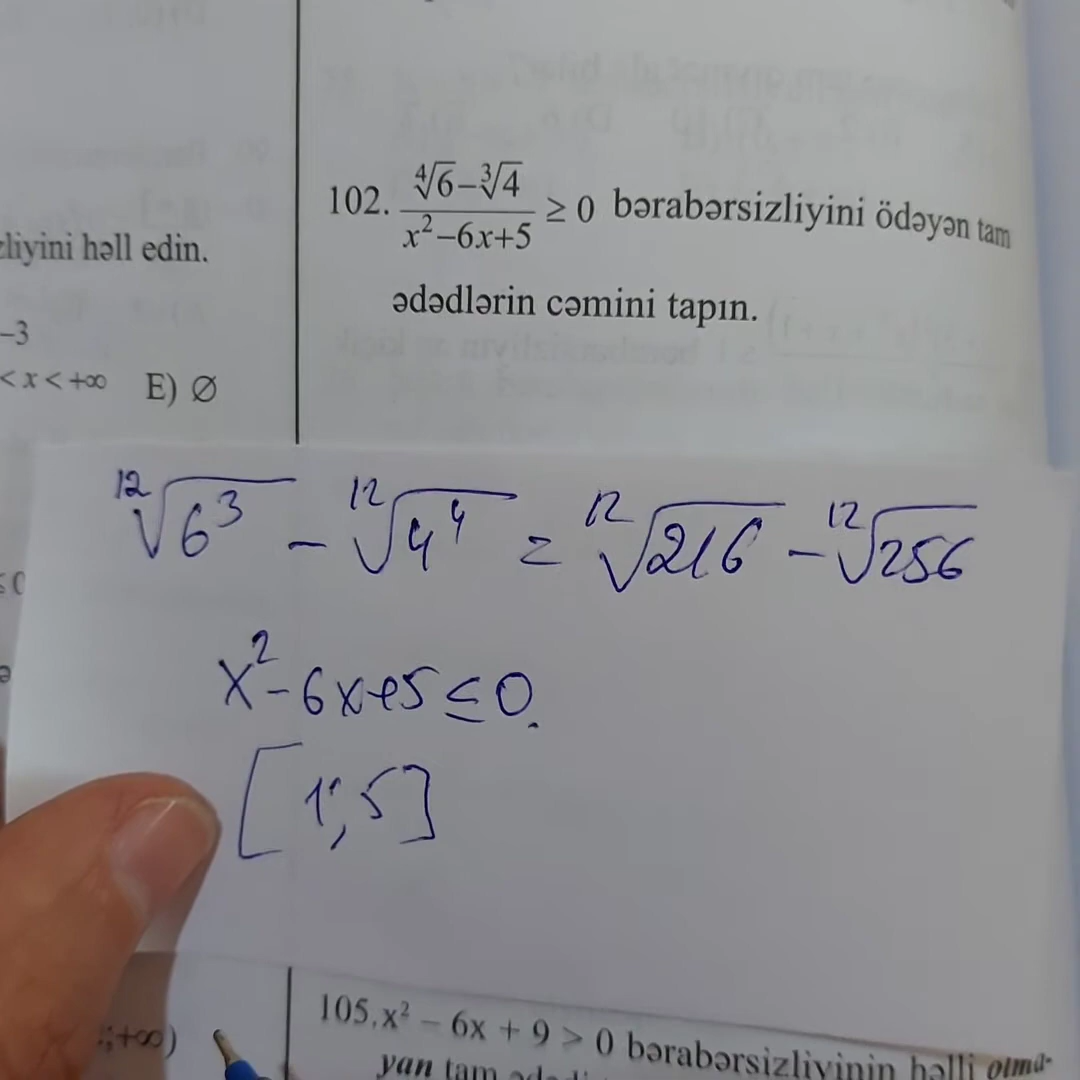 liyini həll edin.
–3
< x < +∞ E) ∅
102. (∜6–∛4)/(x²–6x+5) ≥ 0 bərabərsizliyini ödəyən tam
ədədlərin cəmini tapın.
¹²√6³ – ¹²√4⁴ = ¹²√216 – ¹²√256
x² – 6x+5 ≤ 0.
[1;5]
;+∞)
105. x² – 6x + 9 > 0 bərabərsizliyinin həlli olma-
yan tam